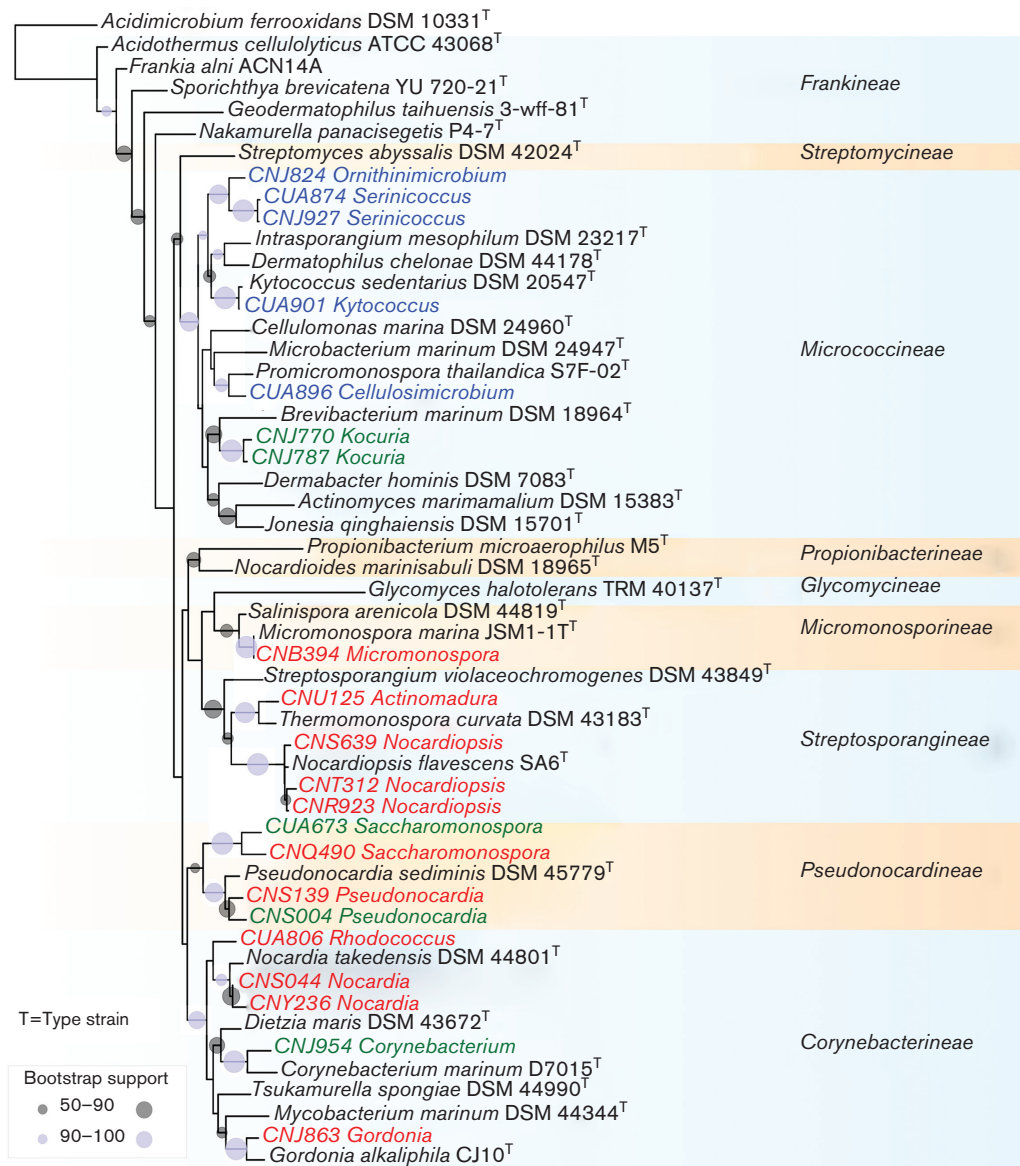 Acidimicrobium ferrooxidans DSM 10331T
Acidothermus cellulolyticus ATCC 43068T
Frankia alni ACN14A
Sporichthya brevicatena YU 720-21T
Frankineae
Geodermatophilus taihuensis 3-wff-81T
Nakamurella panacisegetis P4-7T
Streptomyces abyssalis DSM 42024T
Streptomycineae
CNJ824 Ornithinimicrobium
CUA874 Serinicoccus
CNJ927 Serinicoccus
Intrasporangium mesophilum DSM 23217T
Dermatophilus chelonae DSM 44178T
Kytococcus sedentarius DSM 20547T
CUA901 Kytococcus
Cellulomonas marina DSM 24960T
Microbacterium marinum DSM 24947T
Micrococcineae
Promicromonospora thailandica S7F-02T
CUA896 Cellulosimicrobium
Brevibacterium marinum DSM 18964T
CNJ770 Kocuria
CNJ787 Kocuria
Dermabacter hominis DSM 7083T
Actinomyces marimamalium DSM 15383T
Jonesia qinghaiensis DSM 15701T
Propionibacterium microaerophilus M5T
Propionibacterineae
Nocardioides marinisabuli DSM 18965T
Glycomyces halotolerans TRM 40137T
Glycomycineae
Salinispora arenicola DSM 44819T
Micromonospora marina JSM1-1TT
Micromonosporineae
CNB394 Micromonospora
Streptosporangium violaceochromogenes DSM 43849T
CNU125 Actinomadura
Thermomonospora curvata DSM 43183T
CNS639 Nocardiopsis
Streptosporangineae
Nocardiopsis flavescens SA6T
CNT312 Nocardiopsis
CNR923 Nocardiopsis
CUA673 Saccharomonospora
CNQ490 Saccharomonospora
Pseudonocardia sediminis DSM 45779T
Pseudonocardineae
CNS139 Pseudonocardia
CNS004 Pseudonocardia
CUA806 Rhodococcus
Nocardia takedensis DSM 44801T
CNS044 Nocardia
CNY236 Nocardia
T=Type strain
Dietzia maris DSM 43672T
Corynebacterineae
CNJ954 Corynebacterium
Corynebacterium marinum D7015T
Tsukamurella spongiae DSM 44990T
Mycobacterium marinum DSM 44344T
CNJ863 Gordonia
Gordonia alkaliphila CJ10T
Bootstrap support
50–90
90–100